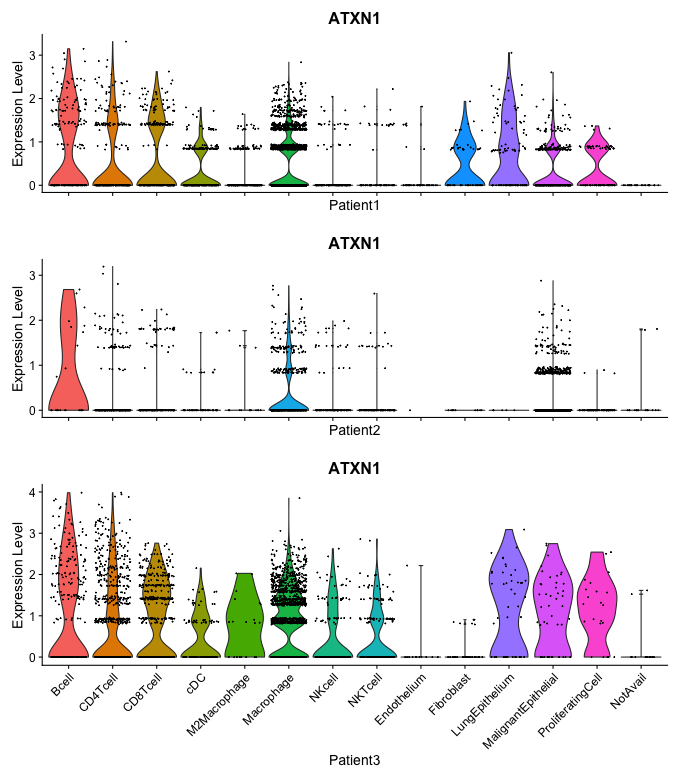 ATXN1
Expression Level
3
2
1
0
Patient1
ATXN1
Expression Level
3
2
1
0
Patient2
ATXN1
Expression Level
4
3
2
1
0
Bcell
CD4Tcell
CD8Tcell
cDC
M2Macrophage
Macrophage
NKcell
NKTcell
Endothelium
Fibroblast
LungEpithelium
MalignantEpithelial
ProliferatingCell
NotAvail
Patient3